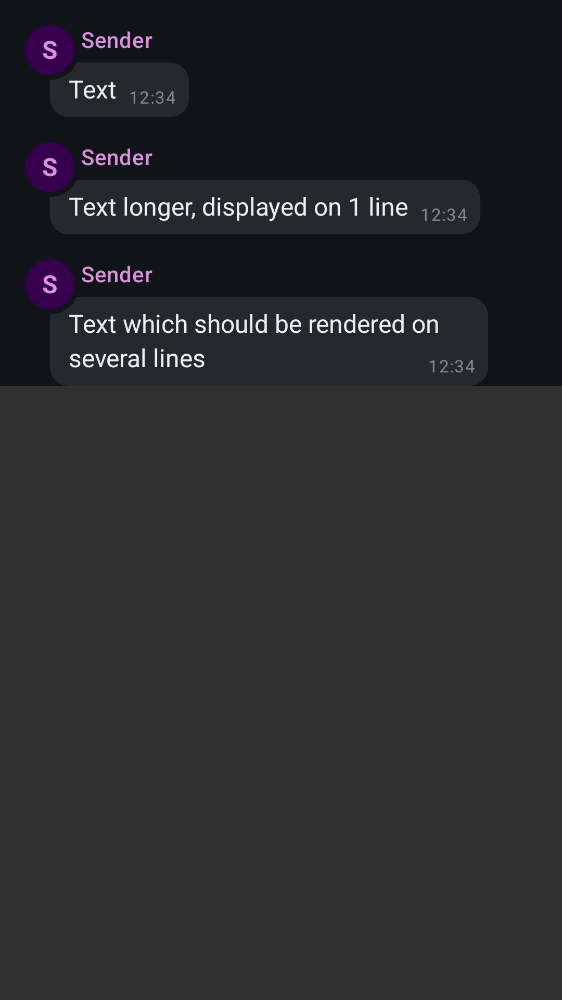 S
Sender
Text 12:34
S
Sender
Text longer, displayed on 1 line 12:34
S
Sender
Text which should be rendered on
several lines 12:34